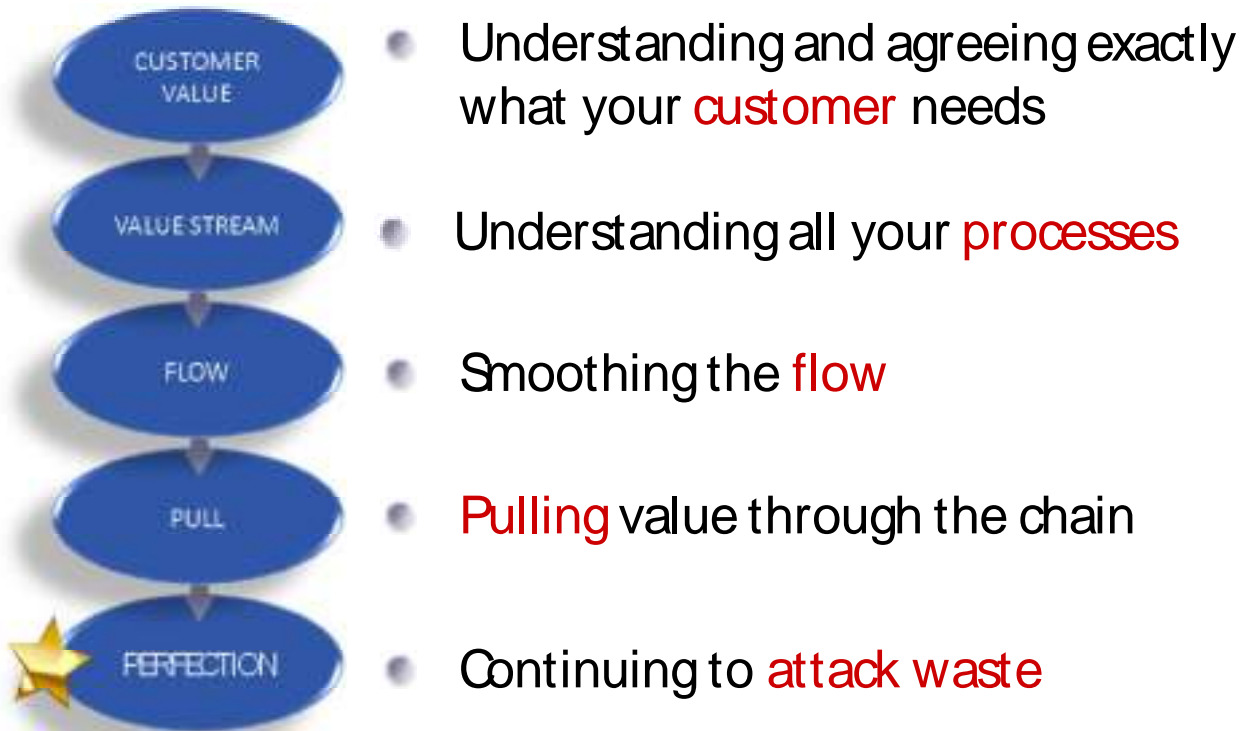 CUSTOMER
VALUE
Understanding and agreeing exactly
what your customer needs
VALUE STREAM
Understanding all your processes
FLOW
Smoothing the flow
PULL
Pulling value through the chain
PERFECTION
Continuing to attack waste